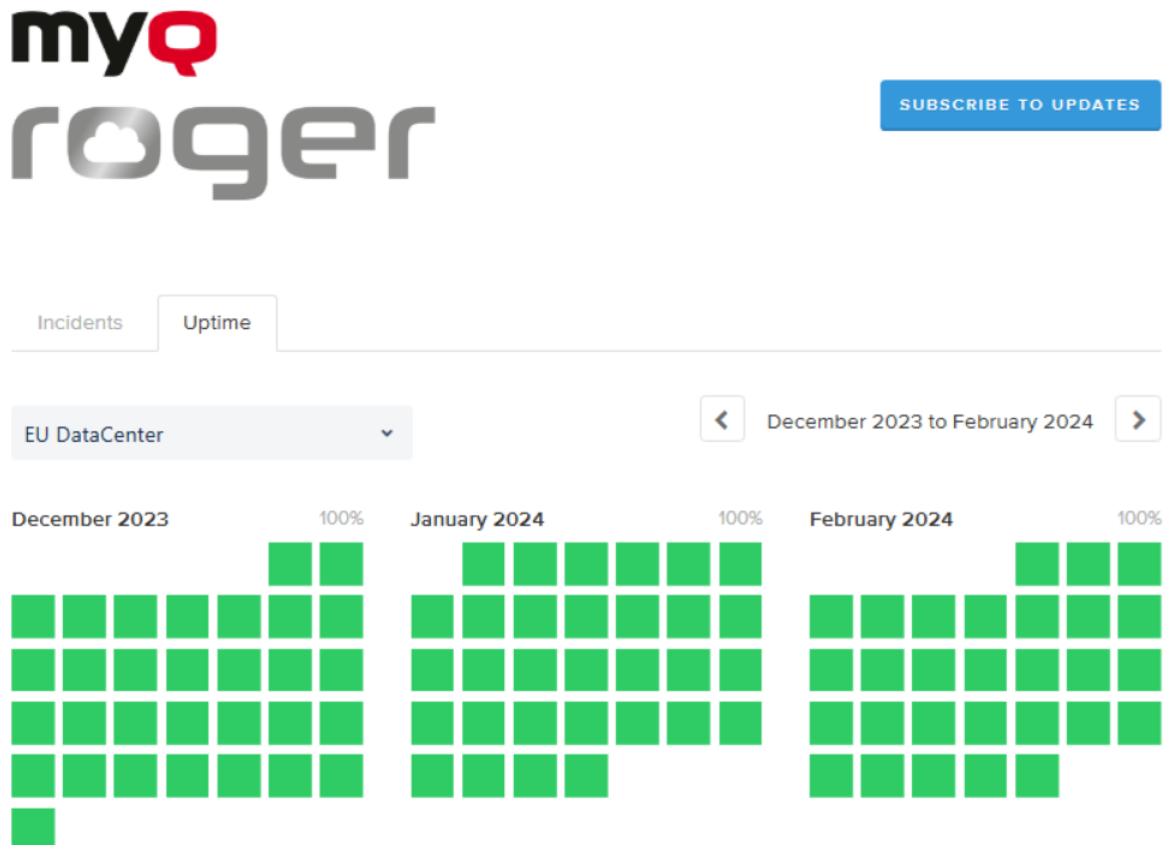 myQ
roger
SUBSCRIBE TO UPDATES
Incidents
Uptime
EU DataCenter
December 2023 to February 2024
December 2023
100%
January 2024
100%
February 2024
100%